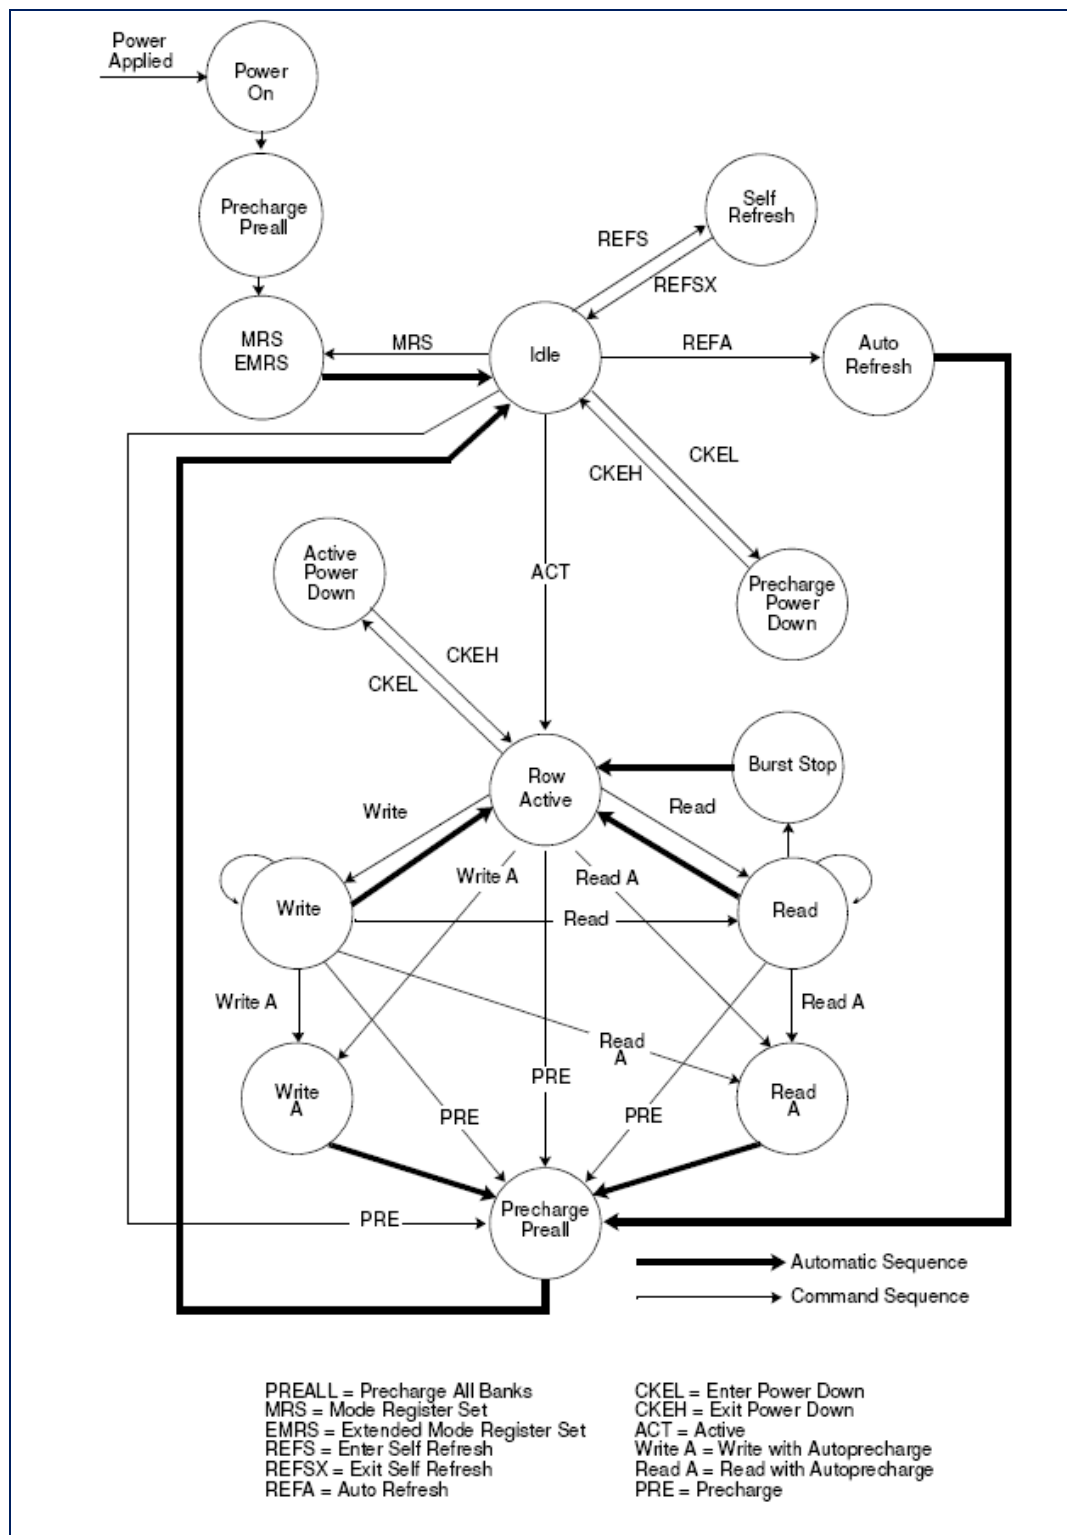 Power
Applied
Power
On
Precharge
Preall
Self
Refresh
REFS
REFSX
MRS
EMRS
MRS
Idle
REFA
Auto
Refresh
CKEL
CKEH
Active
Power
Down
ACT
Precharge
Power
Down
CKEH
CKEL
Row
Active
Burst Stop
Write
Read
Write A
Read A
Write
Read
Read
Write A
Read A
Read
A
Write
A
PRE
Read
A
PRE
PRE
Precharge
Preall
PRE
Automatic Sequence
Command Sequence
PREALL = Precharge All Banks
MRS = Mode Register Set
EMRS = Extended Mode Register Set
REFS = Enter Self Refresh
REFSX = Exit Self Refresh
REFA = Auto Refresh
CKEL = Enter Power Down
CKEH = Exit Power Down
ACT = Active
Write A = Write with Autoprecharge
Read A = Read with Autoprecharge
PRE = Precharge